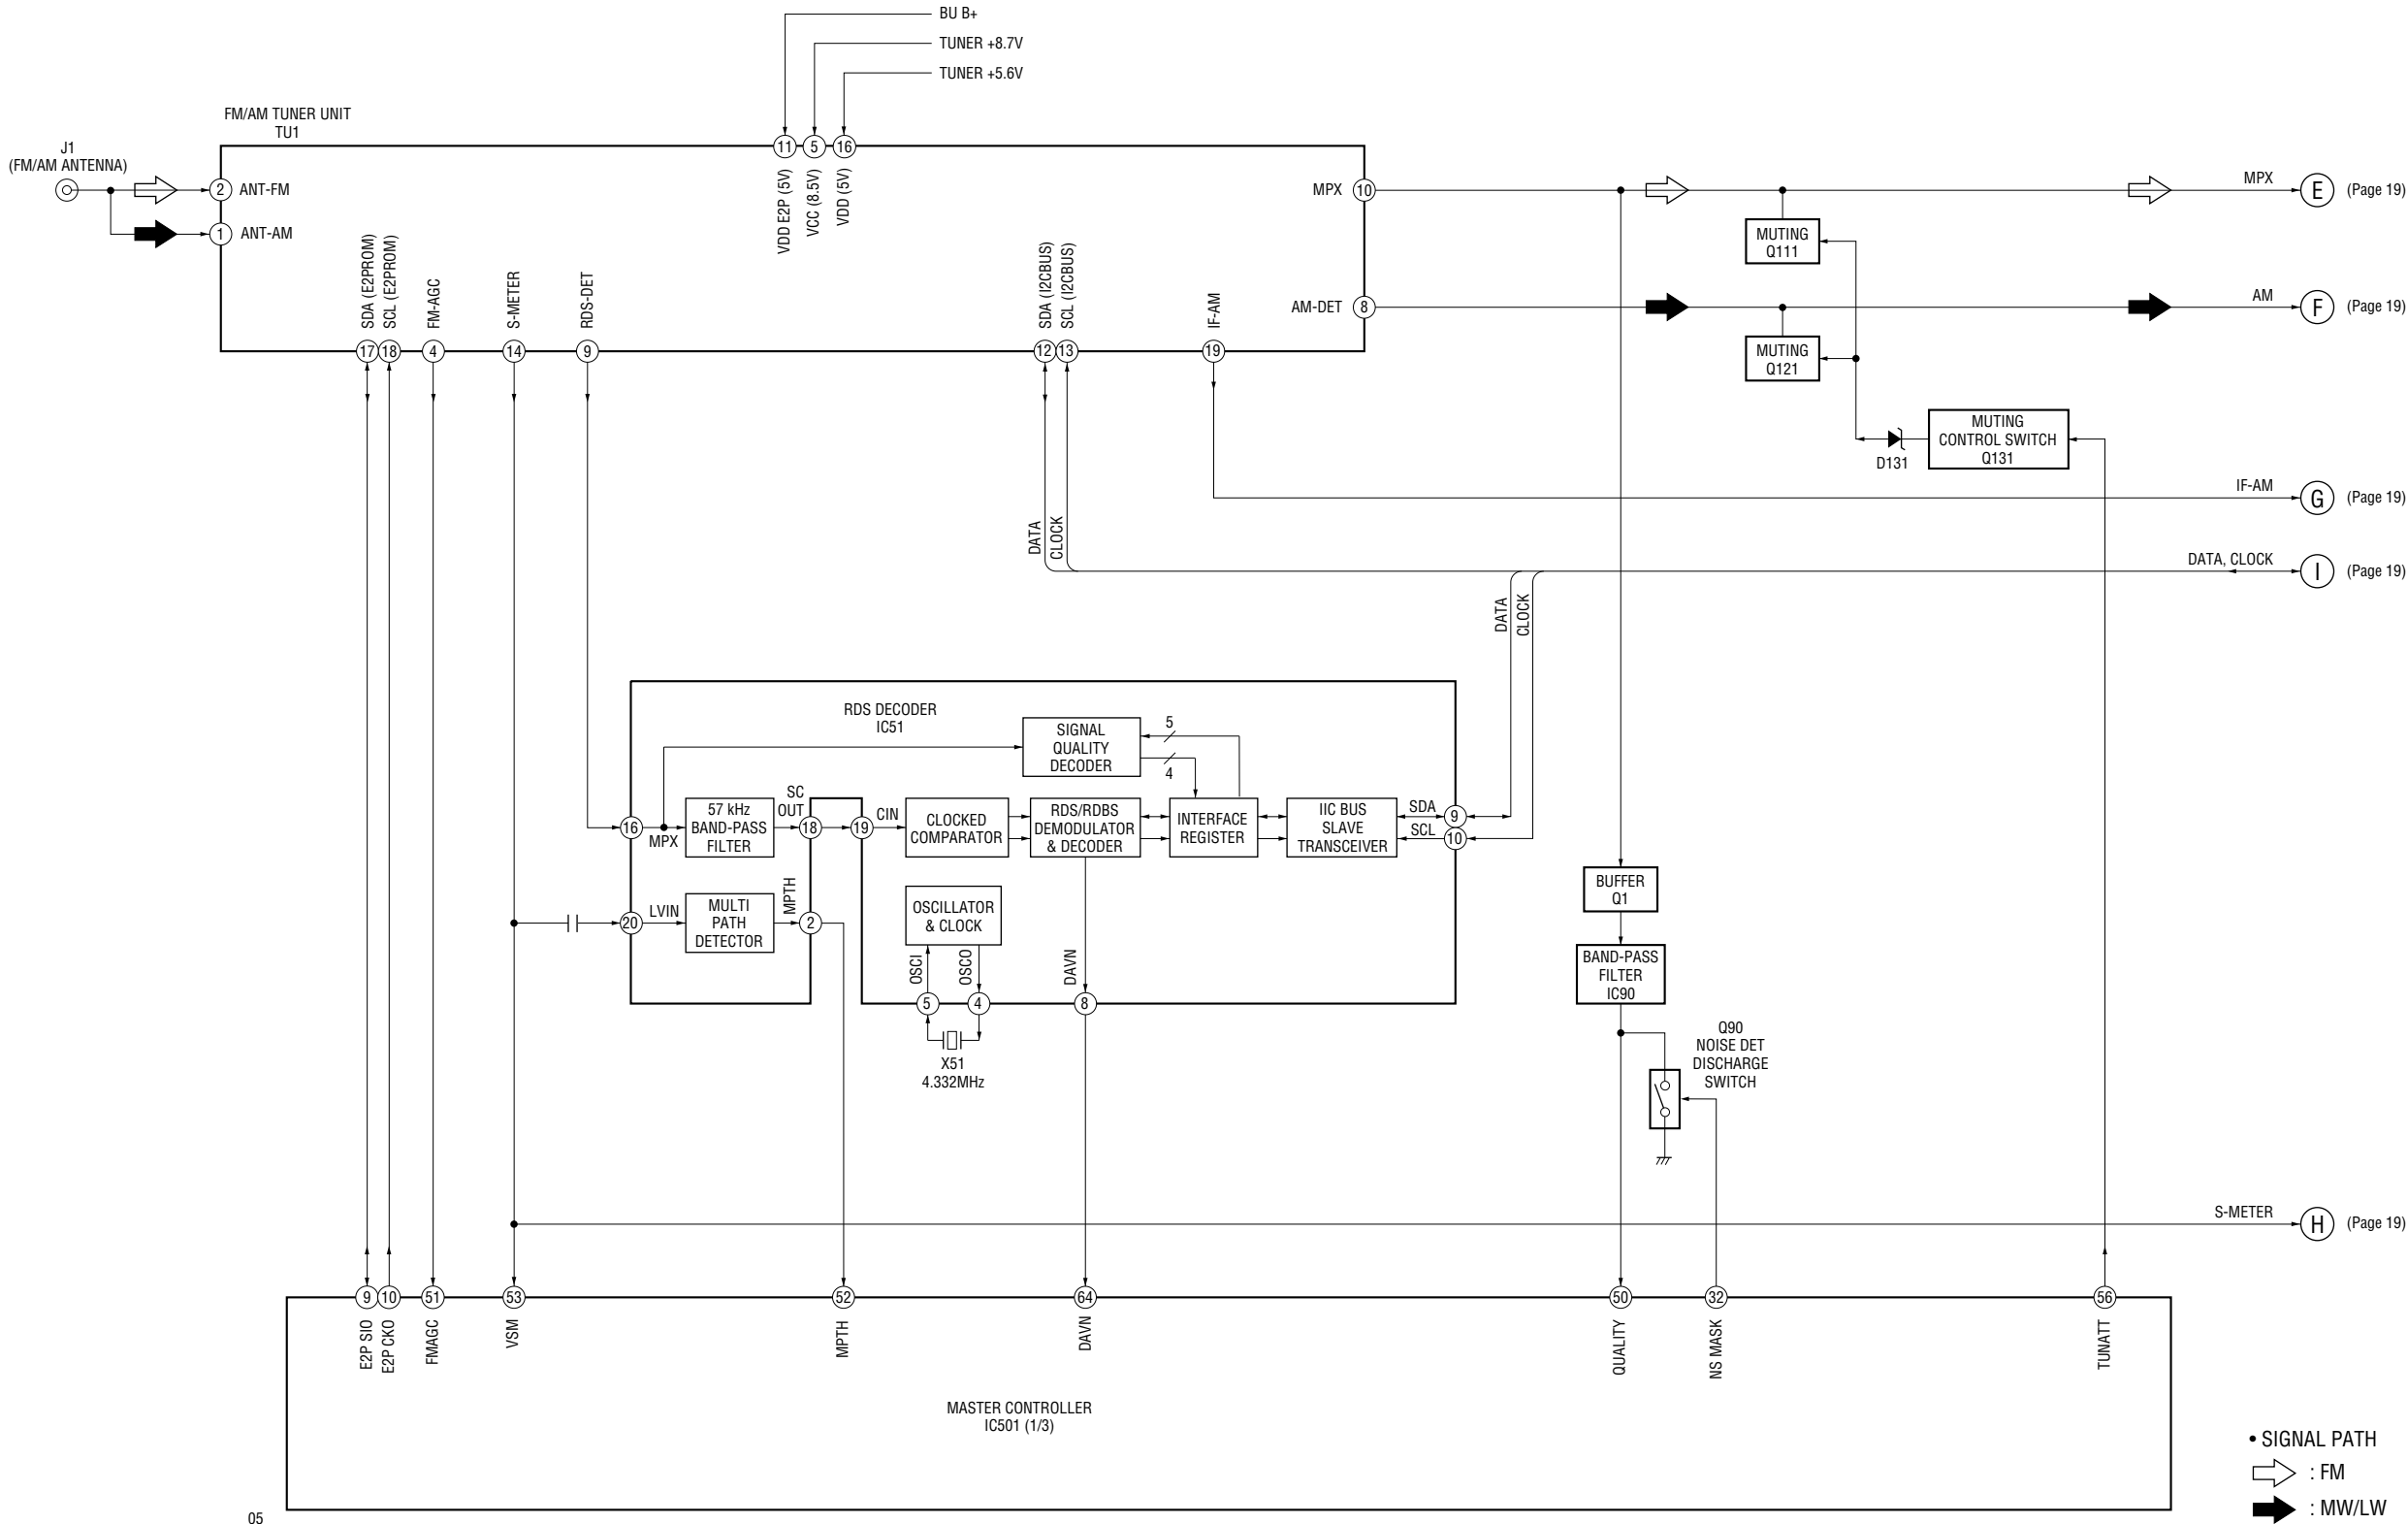 BU B+
TUNER +8.7V
TUNER +5.6V
FM/AM TUNER UNIT
TU1
J1
(FM/AM ANTENNA)
11
5
16
2
ANT-FM
1
ANT-AM
VDD E2P (5V)
VCC (8.5V)
VDD (5V)
MPX
10
MPX
E
(Page 19)
MUTING
Q111
SDA (E2PROM)
SCL (E2PROM)
FM-AGC
S-METER
RDS-DET
SDA (I2CBUS)
SCL (I2CBUS)
IF-AM
AM-DET
8
AM
F
(Page 19)
17
18
4
14
9
12
13
19
MUTING
Q121
MUTING
CONTROL SWITCH
Q131
D131
IF-AM
G
(Page 19)
DATA
CLOCK
DATA, CLOCK
I
(Page 19)
DATA
CLOCK
RDS DECODER
IC51
SIGNAL
QUALITY
DECODER
5
4
16
MPX
57 kHz
BAND-PASS
FILTER
SC
OUT
18
19
CIN
CLOCKED
COMPARATOR
RDS/RDBS
DEMODULATOR
& DECODER
INTERFACE
REGISTER
IIC BUS
SLAVE
TRANSCEIVER
SDA
9
SCL
10
20
LVIN
MULTI
PATH
DETECTOR
MPTH
2
OSCILLATOR
& CLOCK
OSCI
OSCO
DAVN
5
4
8
X51
4.332MHz
BUFFER
Q1
BAND-PASS
FILTER
IC90
Q90
NOISE DET
DISCHARGE
SWITCH
S-METER
H
(Page 19)
9
10
51
53
52
64
50
32
56
E2P SIO
E2P CKO
FMAGC
VSM
MPTH
DAVN
QUALITY
NS MASK
TUNATT
MASTER CONTROLLER
IC501 (1/3)
• SIGNAL PATH
: FM
: MW/LW
05